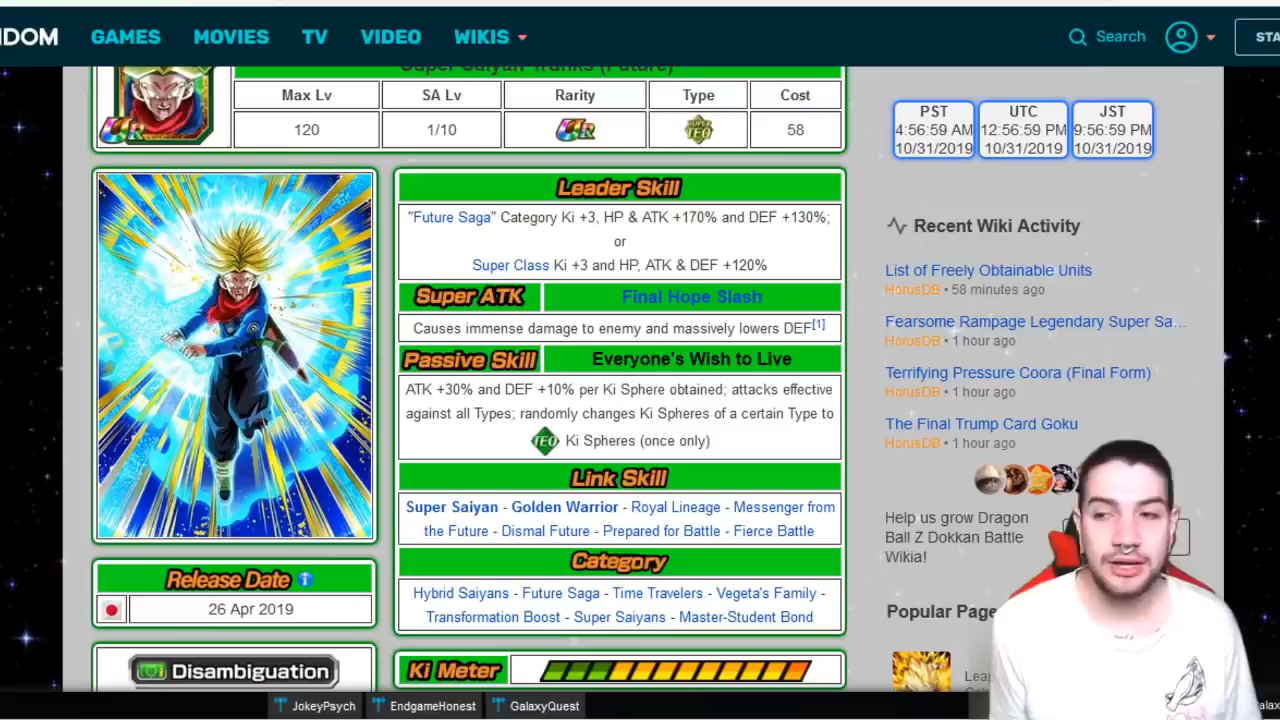 DOM GAMES MOVIES TV VIDEO WIKIS Search STA
Super Saiyan Trunks (Future)
Max Lv SA Lv Rarity Type Cost
120 1/10 UR SUPER TEQ 58
UR
PST UTC JST
4:56:59 AM 12:56:59 PM 9:56:59 PM
10/31/2019 10/31/2019 10/31/2019
Leader Skill
"Future Saga" Category Ki +3, HP & ATK +170% and DEF +130%;
or
Super Class Ki +3 and HP, ATK & DEF +120%
Super ATK Final Hope Slash
Causes immense damage to enemy and massively lowers DEF[1]
Passive Skill Everyone's Wish to Live
ATK +30% and DEF +10% per Ki Sphere obtained; attacks effective
against all Types; randomly changes Ki Spheres of a certain Type to
TEQ Ki Spheres (once only)
Link Skill
Super Saiyan - Golden Warrior - Royal Lineage - Messenger from
the Future - Dismal Future - Prepared for Battle - Fierce Battle
Category
Hybrid Saiyans - Future Saga - Time Travelers - Vegeta's Family -
Transformation Boost - Super Saiyans - Master-Student Bond
Ki Meter
Release Date
26 Apr 2019
Disambiguation
Recent Wiki Activity
List of Freely Obtainable Units
HorusDB • 58 minutes ago
Fearsome Rampage Legendary Super Sa...
HorusDB • 1 hour ago
Terrifying Pressure Coora (Final Form)
HorusDB • 1 hour ago
The Final Trump Card Goku
HorusDB • 1 hour ago
Help us grow Dragon
Ball Z Dokkan Battle
Wikia!
Popular Page
JokeyPsych EndgameHonest GalaxyQuest